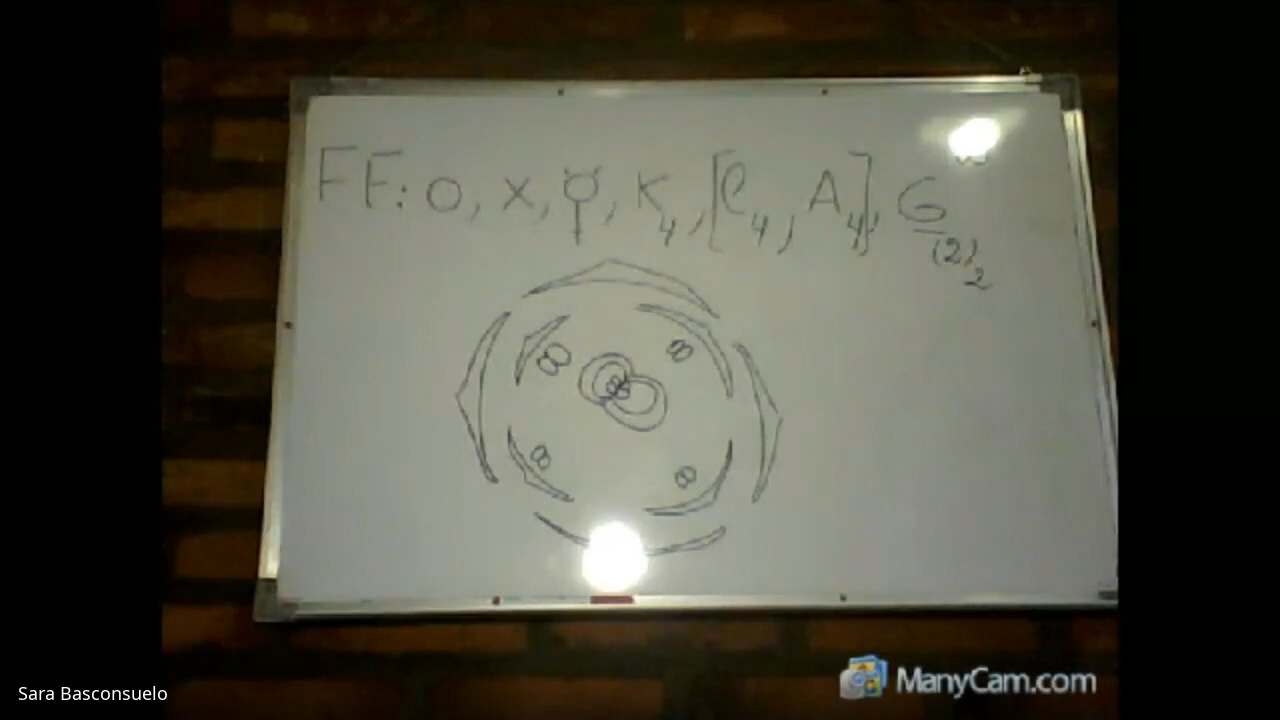 FF: O, X, ⚥, K₄, [C₄, A₄], G̲₍₂₎₂
Sara Basconsuelo
ManyCam.com